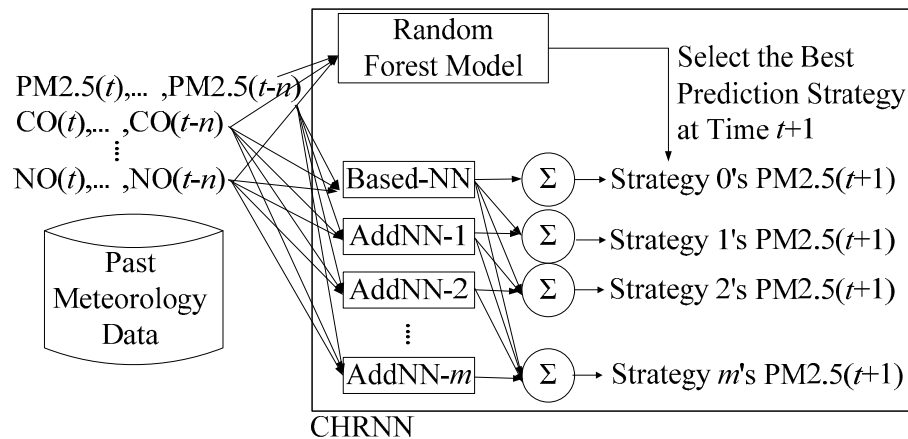 Random
Forest Model
Select the Best
Prediction Strategy
at Time t+1
PM2.5(t),... ,PM2.5(t-n)
CO(t),... ,CO(t-n)
NO(t),... ,NO(t-n)
Past
Meteorology
Data
Based-NN
Σ
Strategy 0's PM2.5(t+1)
AddNN-1
Σ
Strategy 1's PM2.5(t+1)
AddNN-2
Σ
Strategy 2's PM2.5(t+1)
AddNN-m
Σ
Strategy m's PM2.5(t+1)
CHRNN